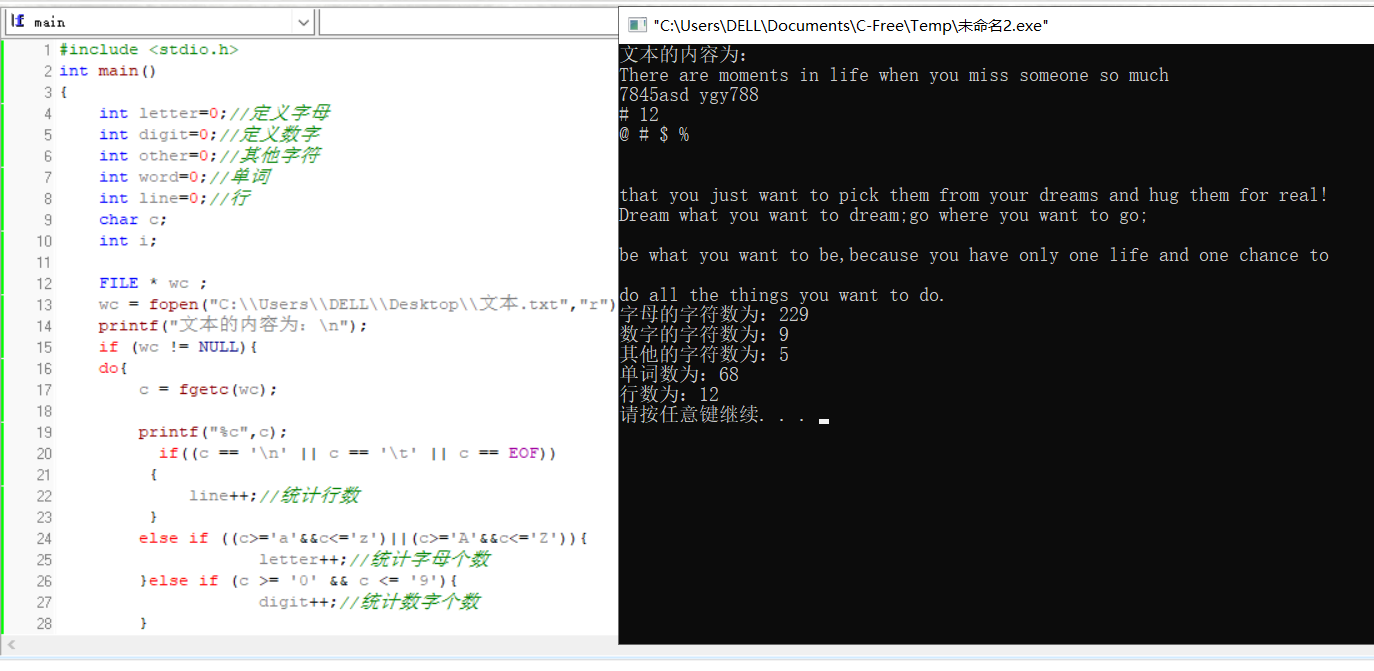 main
1 #include <stdio.h>
2 int main()
3 {
4 int letter=0;//定义字母
5 int digit=0;//定义数字
6 int other=0;//其他字符
7 int word=0;//单词
8 int line=0;//行
9 char c;
10 int i;
11
12 FILE * wc ;
13 wc = fopen("C:\\Users\\DELL\\Desktop\\文本.txt","r")
14 printf("文本的内容为: \n");
15 if (wc != NULL){
16 do{
17 c = fgetc(wc);
18
19 printf("%c",c);
20 if((c == '\n' || c == '\t' || c == EOF))
21 {
22 line++;//统计行数
23 }
24 else if ((c>='a'&&c<='z')||(c>='A'&&c<='Z')){
25 letter++;//统计字母个数
26 }else if (c >= '0' && c <= '9'){
27 digit++;//统计数字个数
28 }
"C:\Users\DELL\Documents\C-Free\Temp\未命名2.exe"
文本的内容为:
There are moments in life when you miss someone so much
7845asd ygy788
# 12
@ # $ %
that you just want to pick them from your dreams and hug them for real!
Dream what you want to dream;go where you want to go;
be what you want to be,because you have only one life and one chance to
do all the things you want to do.
字母的字符数为: 229
数字的字符数为: 9
其他的字符数为: 5
单词数为: 68
行数为: 12
请按任意键继续. . .